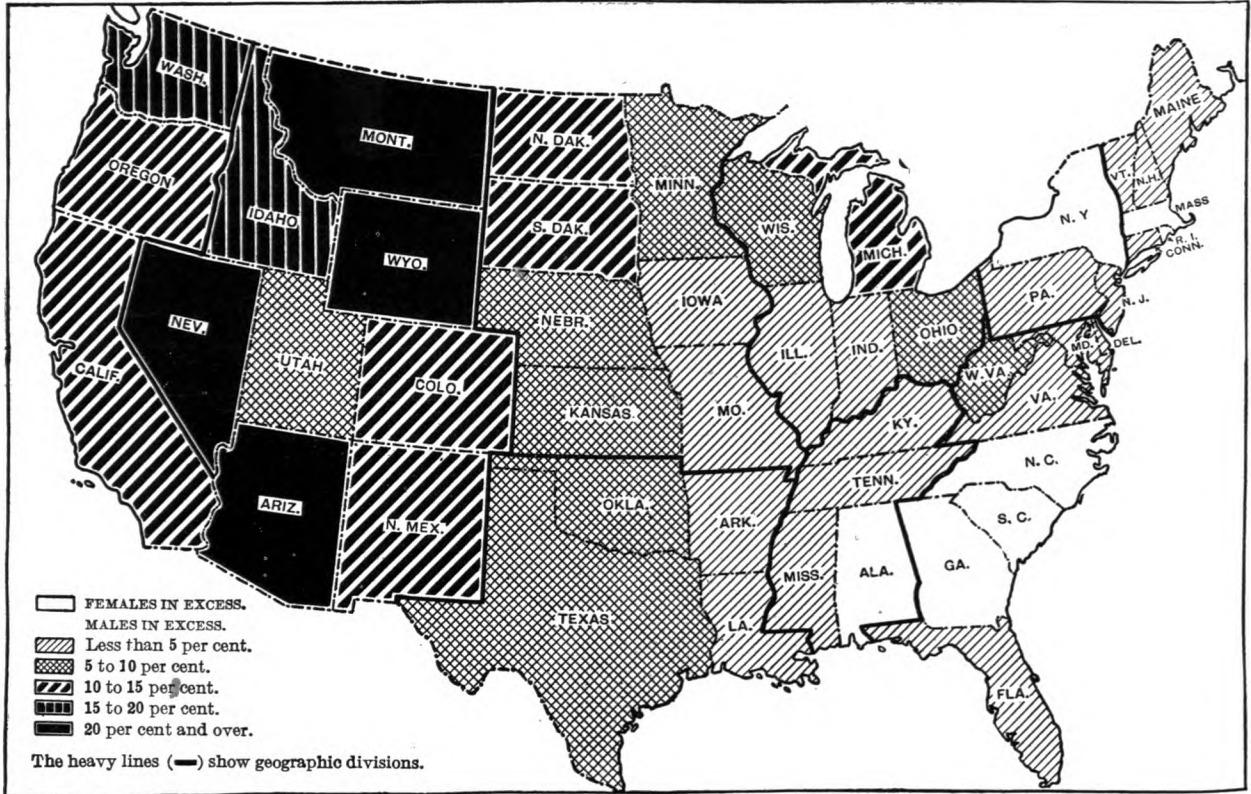 WASH.
MONT.
N. DAK.
MINN.
OREGON
IDAHO
S. DAK.
WIS.
MICH.
WYO.
MAINE
VT.
N.H.
N. Y
MASS
R. I.
CONN.
NEV.
CALIF.
UTAH
COLO.
NEBR.
IOWA
ILL.
IND.
OHIO
PA.
N. J.
MD.
DEL.
W.VA.
VA.
KANSAS.
MO.
KY.
N. C.
TENN.
ARIZ.
N. MEX.
OKLA.
ARK.
S. C.
MISS.
ALA.
GA.
TEXAS
LA.
FLA.
FEMALES IN EXCESS.
MALES IN EXCESS.
Less than 5 per cent.
5 to 10 per cent.
10 to 15 per cent.
15 to 20 per cent.
20 per cent and over.
The heavy lines (━) show geographic divisions.